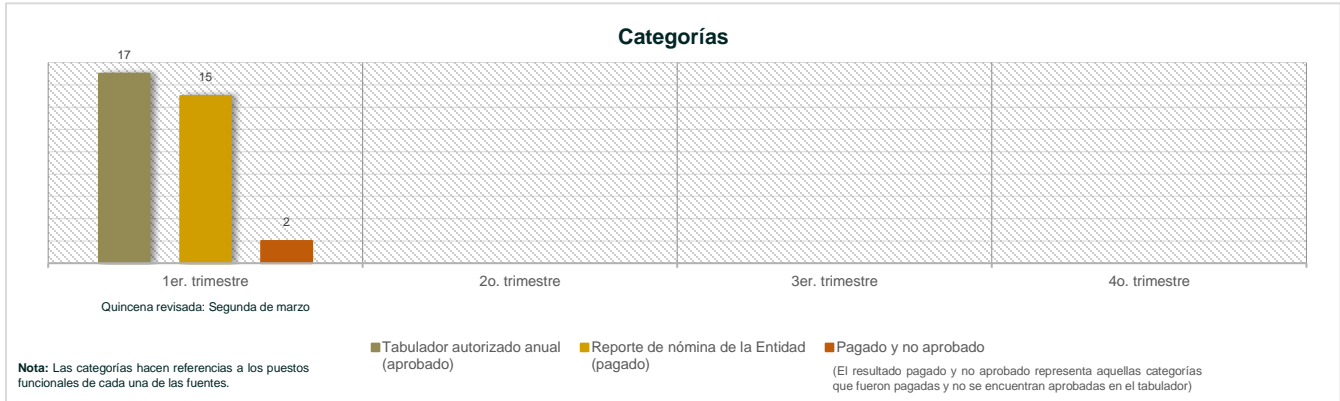 Categorías
17
15
2
1er. trimestre
2o. trimestre
3er. trimestre
4o. trimestre
Quincena revisada: Segunda de marzo
Tabulador autorizado anual
(aprobado)
Reporte de nómina de la Entidad
(pagado)
Pagado y no aprobado
(El resultado pagado y no aprobado representa aquellas categorías
que fueron pagadas y no se encuentran aprobadas en el tabulador)
Nota: Las categorías hacen referencias a los puestos
funcionales de cada una de las fuentes.